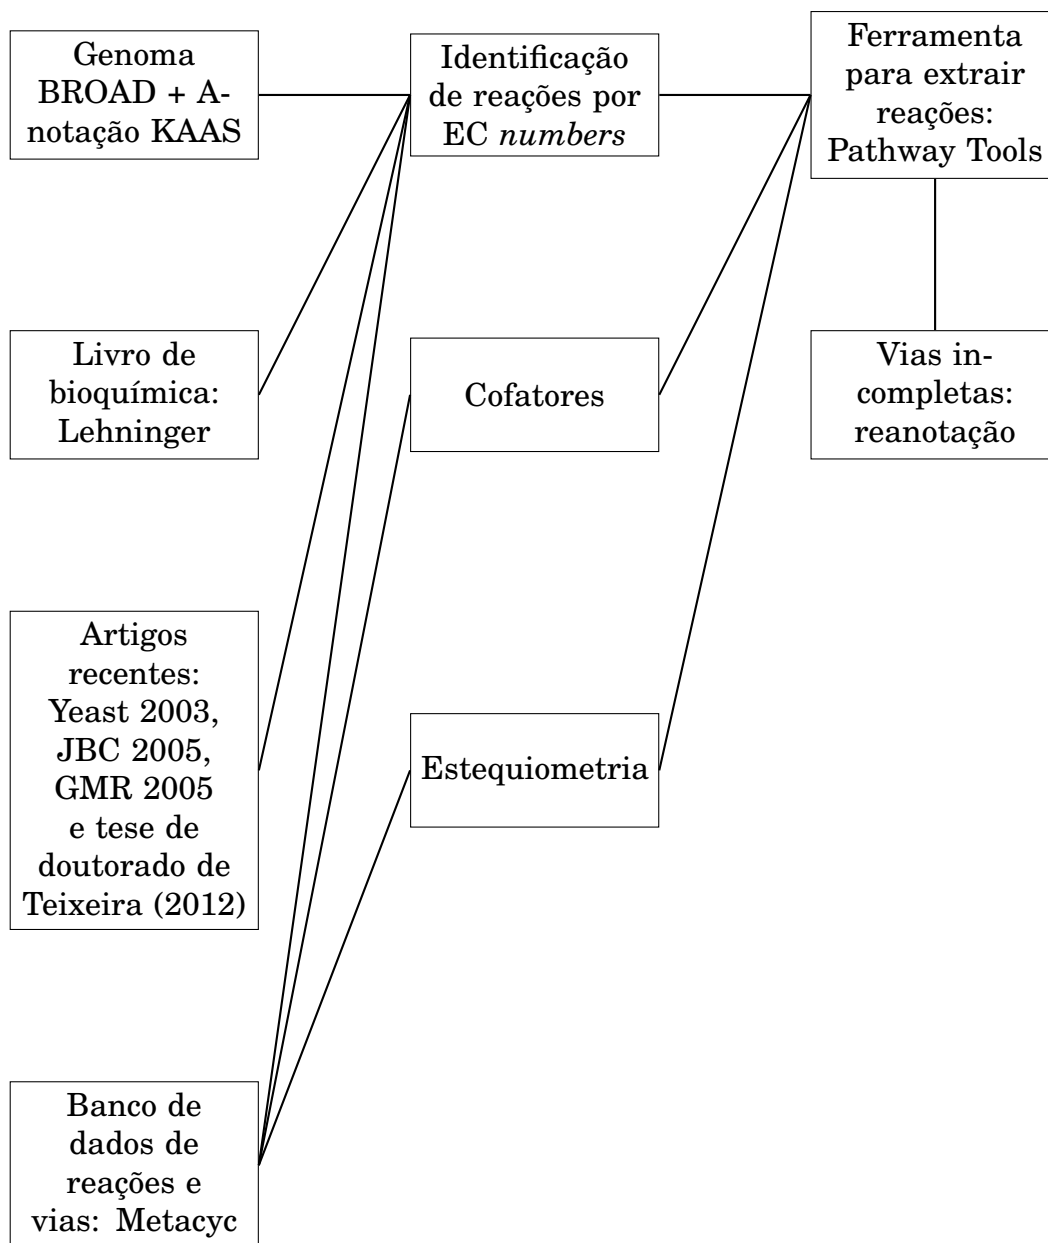 Genoma
BROAD + A-
notação KAAS
Identificação
de reações por
EC numbers
Ferramenta
para extrair
reações:
Pathway Tools
Livro de
bioquímica:
Lehninger
Cofatores
Vias in-
completas:
reanotação
Artigos
recentes:
Yeast 2003,
JBC 2005,
GMR 2005
e tese de
doutorado de
Teixeira (2012)
Estequiometria
Banco de
dados de
reações e
vias: Metacyc